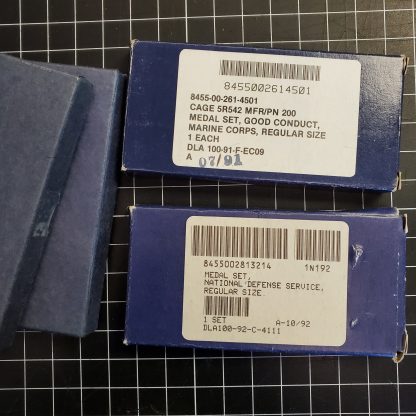 8455002614501
8455-00-261-4501
CAGE 5R542 MFR/PN 200
MEDAL SET, GOOD CONDUCT,
MARINE CORPS, REGULAR SIZE
1 EACH
DLA 100-91-F-EC09
A 07/91
8455002813214 1N192
MEDAL SET,
NATIONAL DEFENSE SERVICE,
REGULAR SIZE
1 SET A-10/92
DLA100-92-C-4111